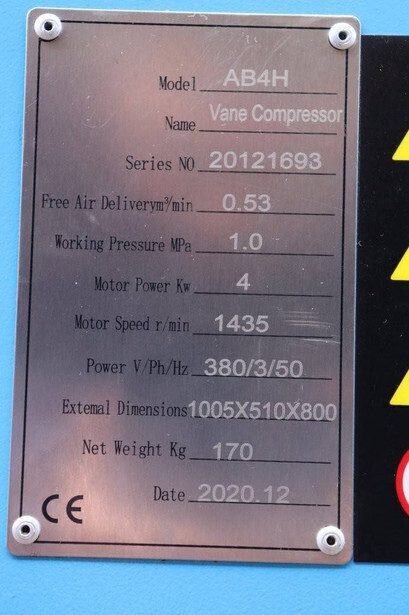 Model AB4H
Name Vane Compressor
Series NO 20121693
Free Air Deliverym³/min 0.53
Working Pressure MPa 1.0
Motor Power Kw 4
Motor Speed r/min 1435
Power V/Ph/Hz 380/3/50
Extemal Dimensions 1005X510X800
Net Weight Kg 170
Date 2020.12
CE